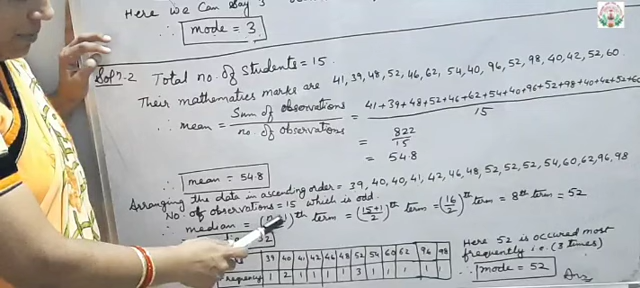 Here we can say 3
∴ mode = 3
Sol⁷.2 Total no. of students = 15
Their mathematics marks are 41, 39, 48, 52, 46, 62, 54, 40, 96, 52, 98, 40, 42, 52, 60.
∴ mean = Sum of observations / no. of observations = 41+39+48+52+46+62+54+40+96+52+98+40+42+52+60 / 15
= 822/15
= 54.8
∴ mean = 54.8
Arranging the data in ascending order = 39, 40, 40, 41, 42, 46, 48, 52, 52, 52, 54, 60, 62, 96, 98
No. of observations = 15 which is odd
∴ median = th term = (15+1/2)th term = (16/2)th term = 8th term = 52
39 40 41 42 46 48 52 54 60 62 96 98
frequency 1 2 1 1 1 1 3 1 1 1 1 1
Here 52 is occured most
frequently i.e. (3 times)
∴ mode = 52 Ans